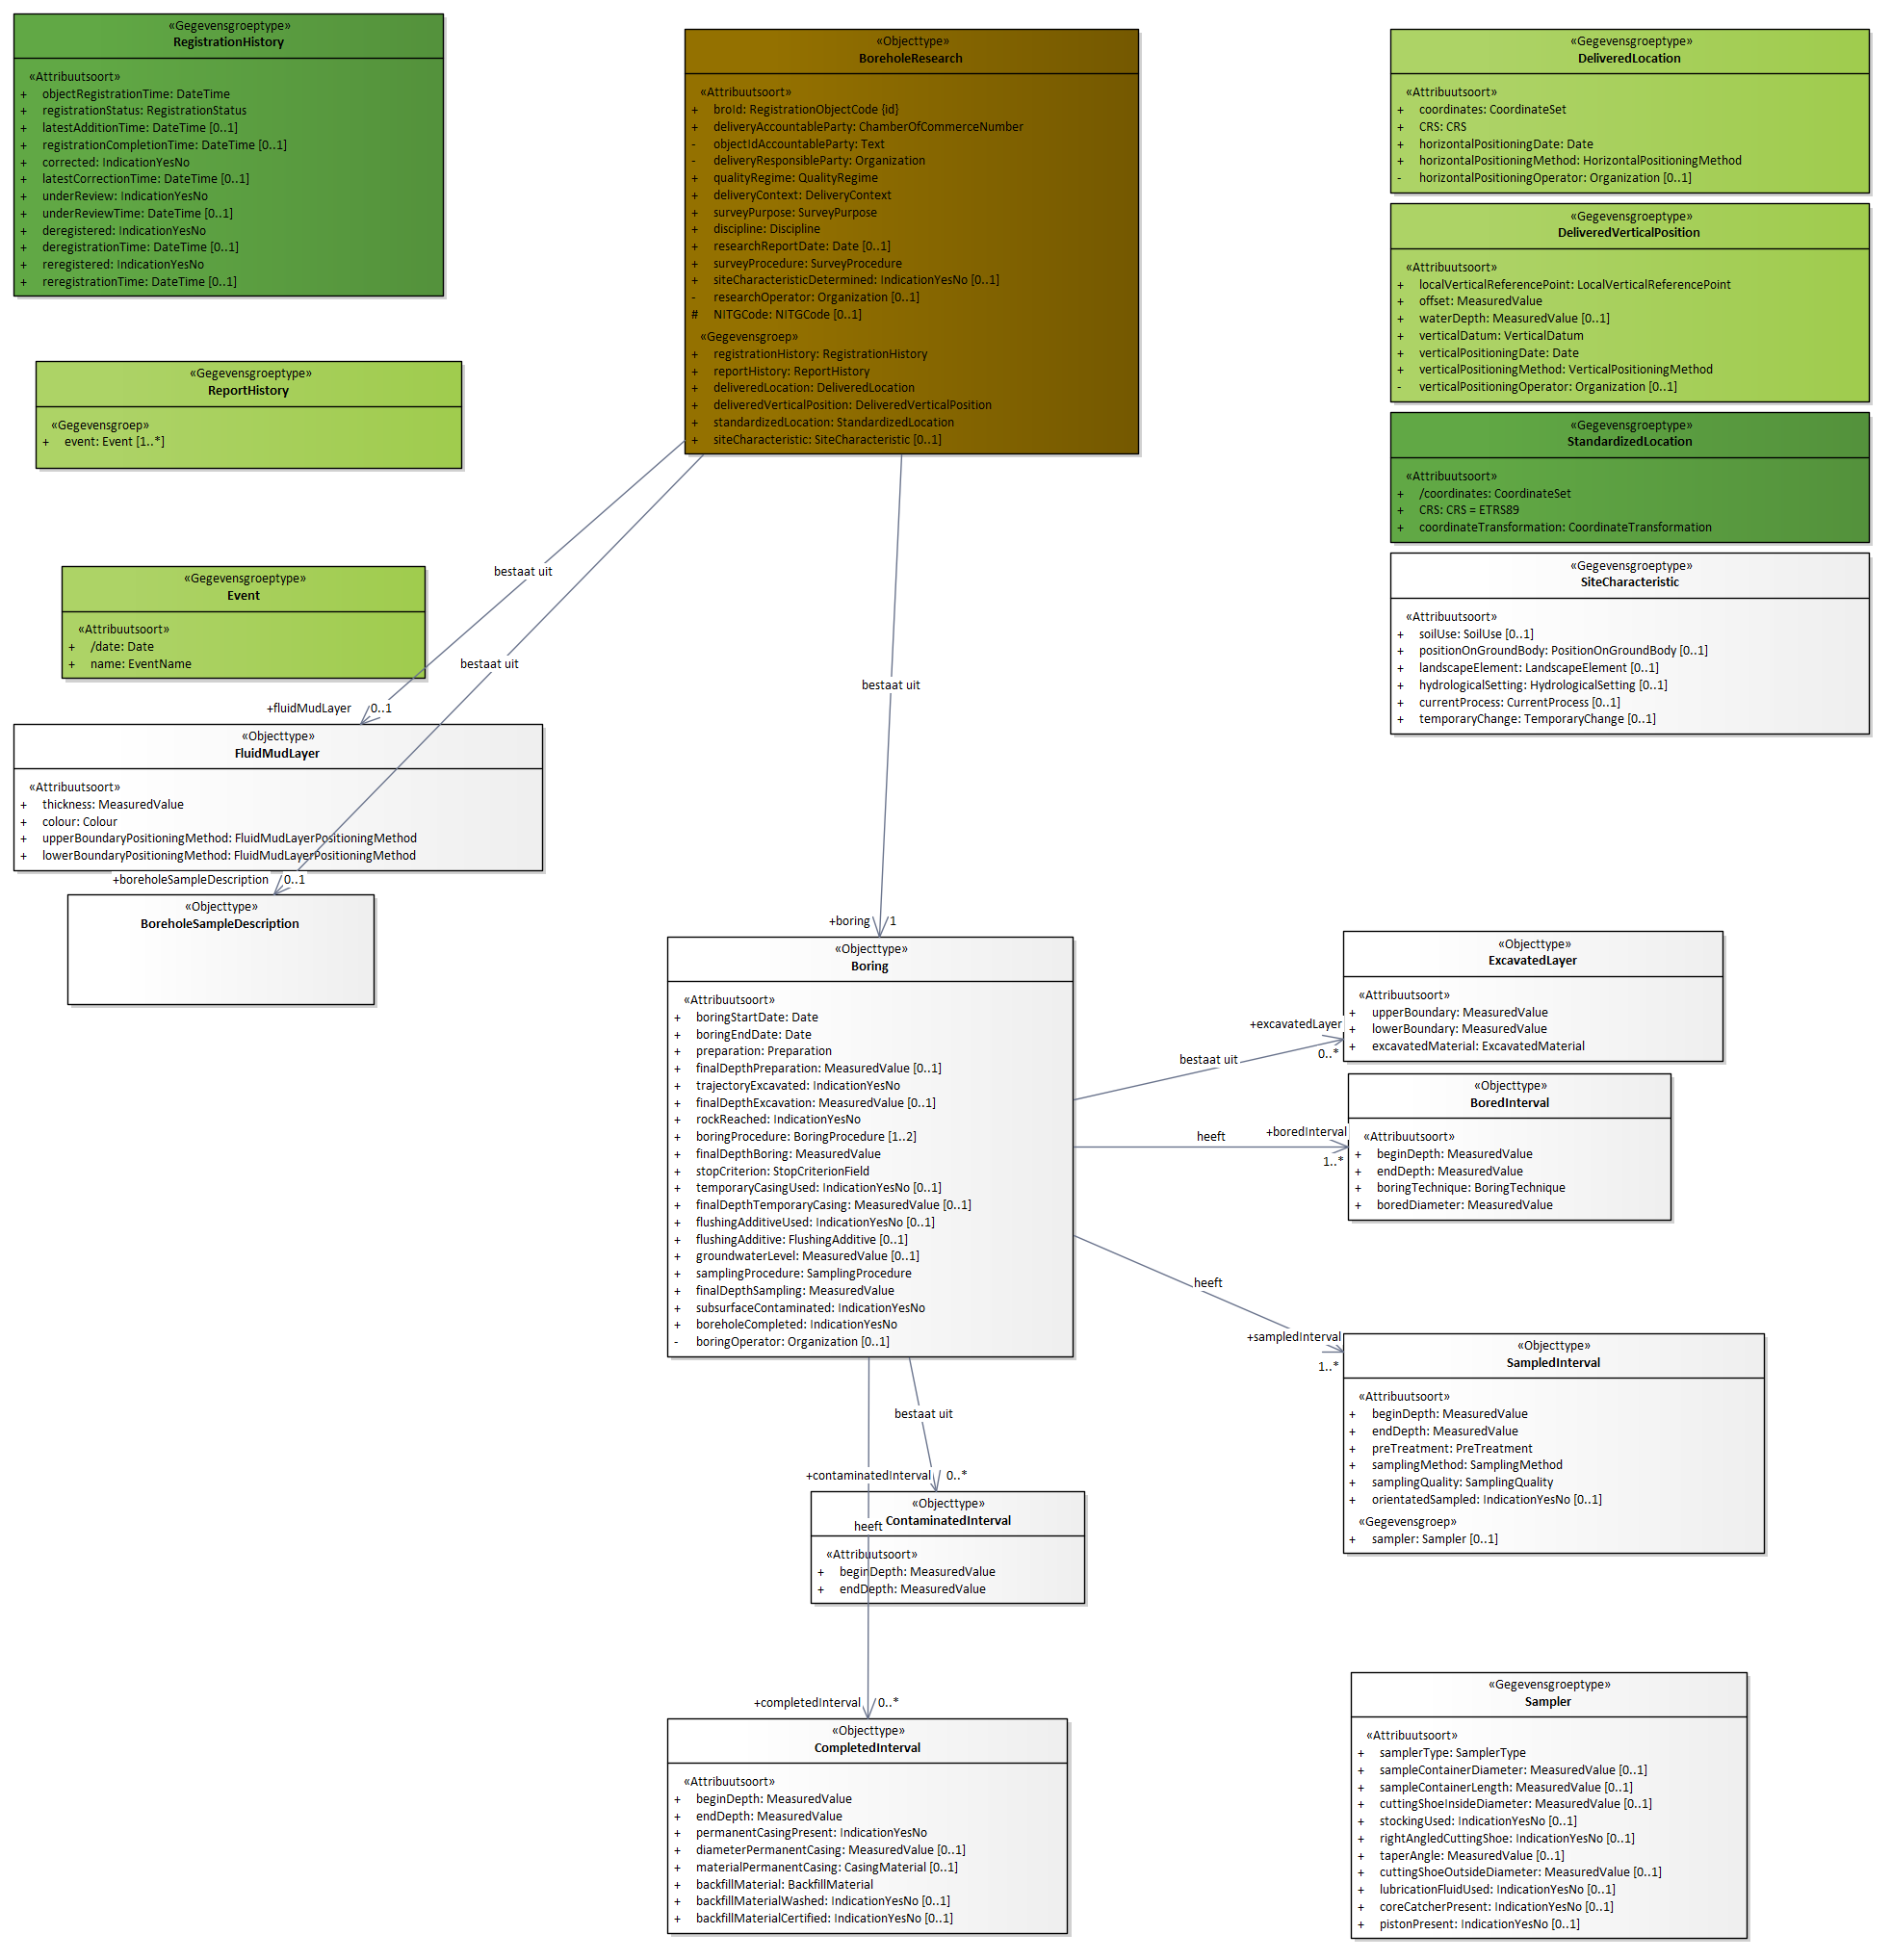 «Gegevensgroeptype»
RegistrationHistory
«Attribuutsoort»
+ objectRegistrationTime: DateTime
+ registrationStatus: RegistrationStatus
+ latestAdditionTime: DateTime [0..1]
+ registrationCompletionTime: DateTime [0..1]
+ corrected: IndicationYesNo
+ latestCorrectionTime: DateTime [0..1]
+ underReview: IndicationYesNo
+ underReviewTime: DateTime [0..1]
+ deregistered: IndicationYesNo
+ deregistrationTime: DateTime [0..1]
+ reregistered: IndicationYesNo
+ reregistrationTime: DateTime [0..1]
«Objecttype»
BoreholeResearch
«Attribuutsoort»
+ broId: RegistrationObjectCode {id}
+ deliveryAccountableParty: ChamberOfCommerceNumber
- objectIdAccountableParty: Text
- deliveryResponsibleParty: Organization
+ qualityRegime: QualityRegime
+ deliveryContext: DeliveryContext
+ surveyPurpose: SurveyPurpose
+ discipline: Discipline
+ researchReportDate: Date [0..1]
+ surveyProcedure: SurveyProcedure
+ siteCharacteristicDetermined: IndicationYesNo [0..1]
- researchOperator: Organization [0..1]
# NITGCode: NITGCode [0..1]
«Gegevensgroep»
+ registrationHistory: RegistrationHistory
+ reportHistory: ReportHistory
+ deliveredLocation: DeliveredLocation
+ deliveredVerticalPosition: DeliveredVerticalPosition
+ standardizedLocation: StandardizedLocation
+ siteCharacteristic: SiteCharacteristic [0..1]
«Gegevensgroeptype»
DeliveredLocation
«Attribuutsoort»
+ coordinates: CoordinateSet
+ CRS: CRS
+ horizontalPositioningDate: Date
+ horizontalPositioningMethod: HorizontalPositioningMethod
- horizontalPositioningOperator: Organization [0..1]
«Gegevensgroeptype»
DeliveredVerticalPosition
«Attribuutsoort»
+ localVerticalReferencePoint: LocalVerticalReferencePoint
+ offset: MeasuredValue
+ waterDepth: MeasuredValue [0..1]
+ verticalDatum: VerticalDatum
+ verticalPositioningDate: Date
+ verticalPositioningMethod: VerticalPositioningMethod
- verticalPositioningOperator: Organization [0..1]
«Gegevensgroeptype»
StandardizedLocation
«Attribuutsoort»
+ /coordinates: CoordinateSet
+ CRS: CRS = ETRS89
+ coordinateTransformation: CoordinateTransformation
«Gegevensgroeptype»
SiteCharacteristic
«Attribuutsoort»
+ soilUse: SoilUse [0..1]
+ positionOnGroundBody: PositionOnGroundBody [0..1]
+ landscapeElement: LandscapeElement [0..1]
+ hydrologicalSetting: HydrologicalSetting [0..1]
+ currentProcess: CurrentProcess [0..1]
+ temporaryChange: TemporaryChange [0..1]
«Gegevensgroeptype»
ReportHistory
«Gegevensgroep»
+ event: Event [1..*]
«Gegevensgroeptype»
Event
«Attribuutsoort»
+ /date: Date
+ name: EventName
bestaat uit
bestaat uit
bestaat uit
+fluidMudLayer 0..1
«Objecttype»
FluidMudLayer
«Attribuutsoort»
+ thickness: MeasuredValue
+ colour: Colour
+ upperBoundaryPositioningMethod: FluidMudLayerPositioningMethod
+ lowerBoundaryPositioningMethod: FluidMudLayerPositioningMethod
+boreholeSampleDescription 0..1
«Objecttype»
BoreholeSampleDescription
+boring 1
«Objecttype»
Boring
«Attribuutsoort»
+ boringStartDate: Date
+ boringEndDate: Date
+ preparation: Preparation
+ finalDepthPreparation: MeasuredValue [0..1]
+ trajectoryExcavated: IndicationYesNo
+ finalDepthExcavation: MeasuredValue [0..1]
+ rockReached: IndicationYesNo
+ boringProcedure: BoringProcedure [1..2]
+ finalDepthBoring: MeasuredValue
+ stopCriterion: StopCriterionField
+ temporaryCasingUsed: IndicationYesNo [0..1]
+ finalDepthTemporaryCasing: MeasuredValue [0..1]
+ flushingAdditiveUsed: IndicationYesNo [0..1]
+ flushingAdditive: FlushingAdditive [0..1]
+ groundwaterLevel: MeasuredValue [0..1]
+ samplingProcedure: SamplingProcedure
+ finalDepthSampling: MeasuredValue
+ subsurfaceContaminated: IndicationYesNo
+ boreholeCompleted: IndicationYesNo
- boringOperator: Organization [0..1]
+excavatedLayer
bestaat uit
0..*
«Objecttype»
ExcavatedLayer
«Attribuutsoort»
+ upperBoundary: MeasuredValue
+ lowerBoundary: MeasuredValue
+ excavatedMaterial: ExcavatedMaterial
+boredInterval
heeft
1..*
«Objecttype»
BoredInterval
«Attribuutsoort»
+ beginDepth: MeasuredValue
+ endDepth: MeasuredValue
+ boringTechnique: BoringTechnique
+ boredDiameter: MeasuredValue
heeft
+sampledInterval
1..*
«Objecttype»
SampledInterval
«Attribuutsoort»
+ beginDepth: MeasuredValue
+ endDepth: MeasuredValue
+ preTreatment: PreTreatment
+ samplingMethod: SamplingMethod
+ samplingQuality: SamplingQuality
+ orientatedSampled: IndicationYesNo [0..1]
«Gegevensgroep»
+ sampler: Sampler [0..1]
bestaat uit
+contaminatedInterval 0..*
«Objecttype»
ContaminatedInterval
«Attribuutsoort»
+ beginDepth: MeasuredValue
+ endDepth: MeasuredValue
heeft
+completedInterval 0..*
«Objecttype»
CompletedInterval
«Attribuutsoort»
+ beginDepth: MeasuredValue
+ endDepth: MeasuredValue
+ permanentCasingPresent: IndicationYesNo
+ diameterPermanentCasing: MeasuredValue [0..1]
+ materialPermanentCasing: CasingMaterial [0..1]
+ backfillMaterial: BackfillMaterial
+ backfillMaterialWashed: IndicationYesNo [0..1]
+ backfillMaterialCertified: IndicationYesNo [0..1]
«Gegevensgroeptype»
Sampler
«Attribuutsoort»
+ samplerType: SamplerType
+ sampleContainerDiameter: MeasuredValue [0..1]
+ sampleContainerLength: MeasuredValue [0..1]
+ cuttingShoeInsideDiameter: MeasuredValue [0..1]
+ stockingUsed: IndicationYesNo [0..1]
+ rightAngledCuttingShoe: IndicationYesNo [0..1]
+ taperAngle: MeasuredValue [0..1]
+ cuttingShoeOutsideDiameter: MeasuredValue [0..1]
+ lubricationFluidUsed: IndicationYesNo [0..1]
+ coreCatcherPresent: IndicationYesNo [0..1]
+ pistonPresent: IndicationYesNo [0..1]